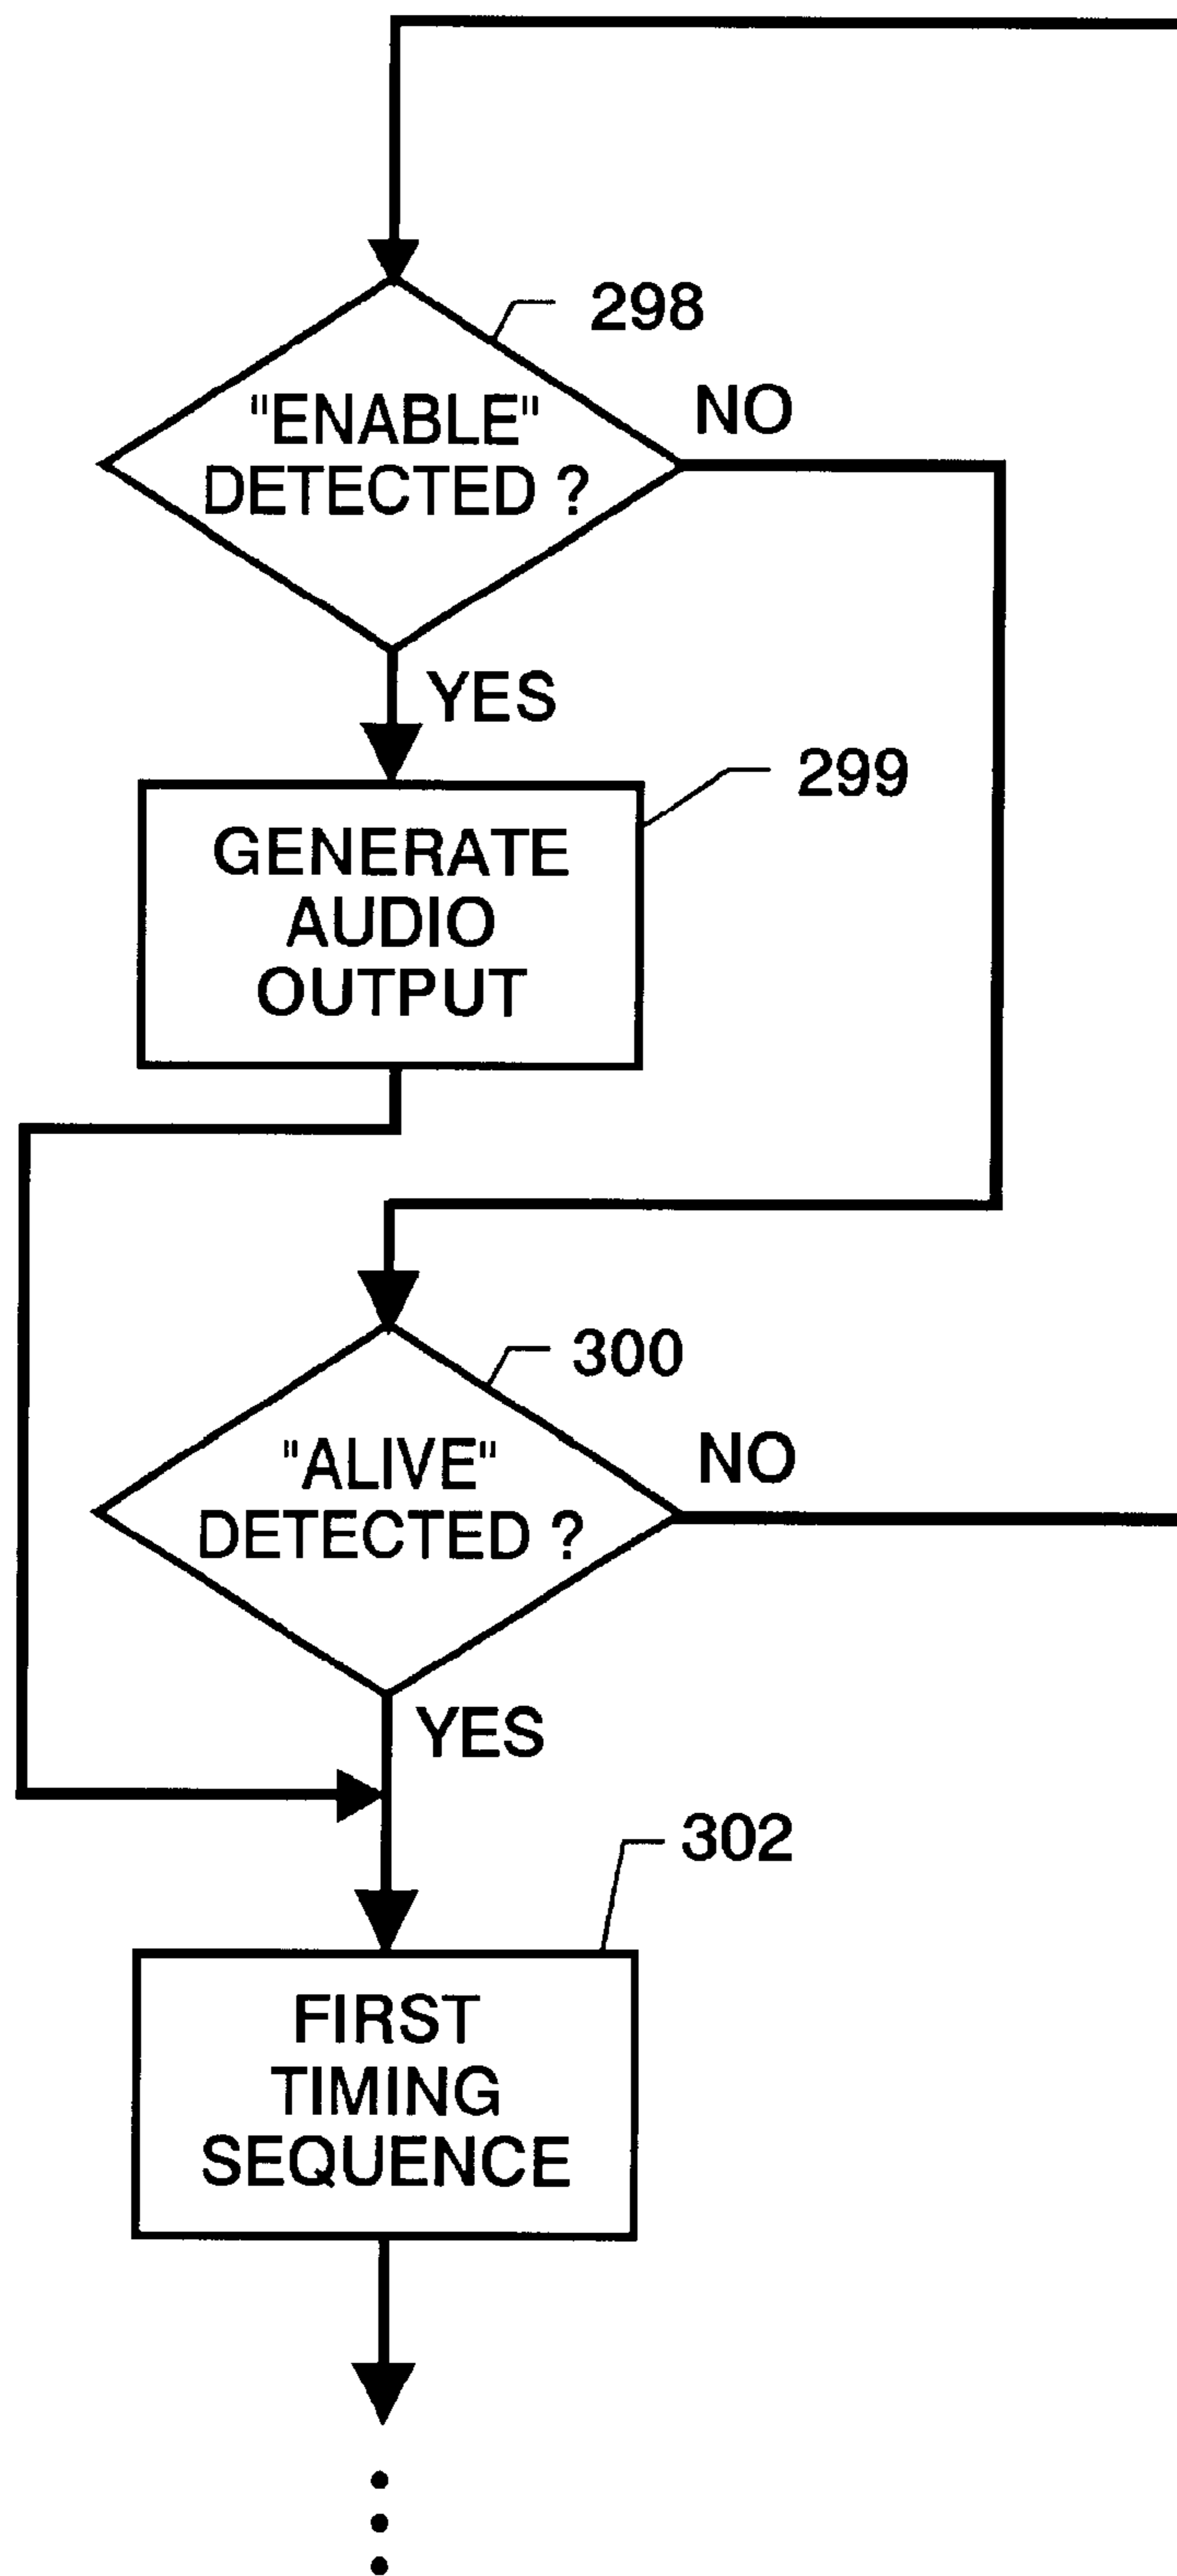 298
"ENABLE"
DETECTED ?
NO
YES
299
GENERATE
AUDIO
OUTPUT
300
"ALIVE"
DETECTED ?
NO
YES
302
FIRST
TIMING
SEQUENCE